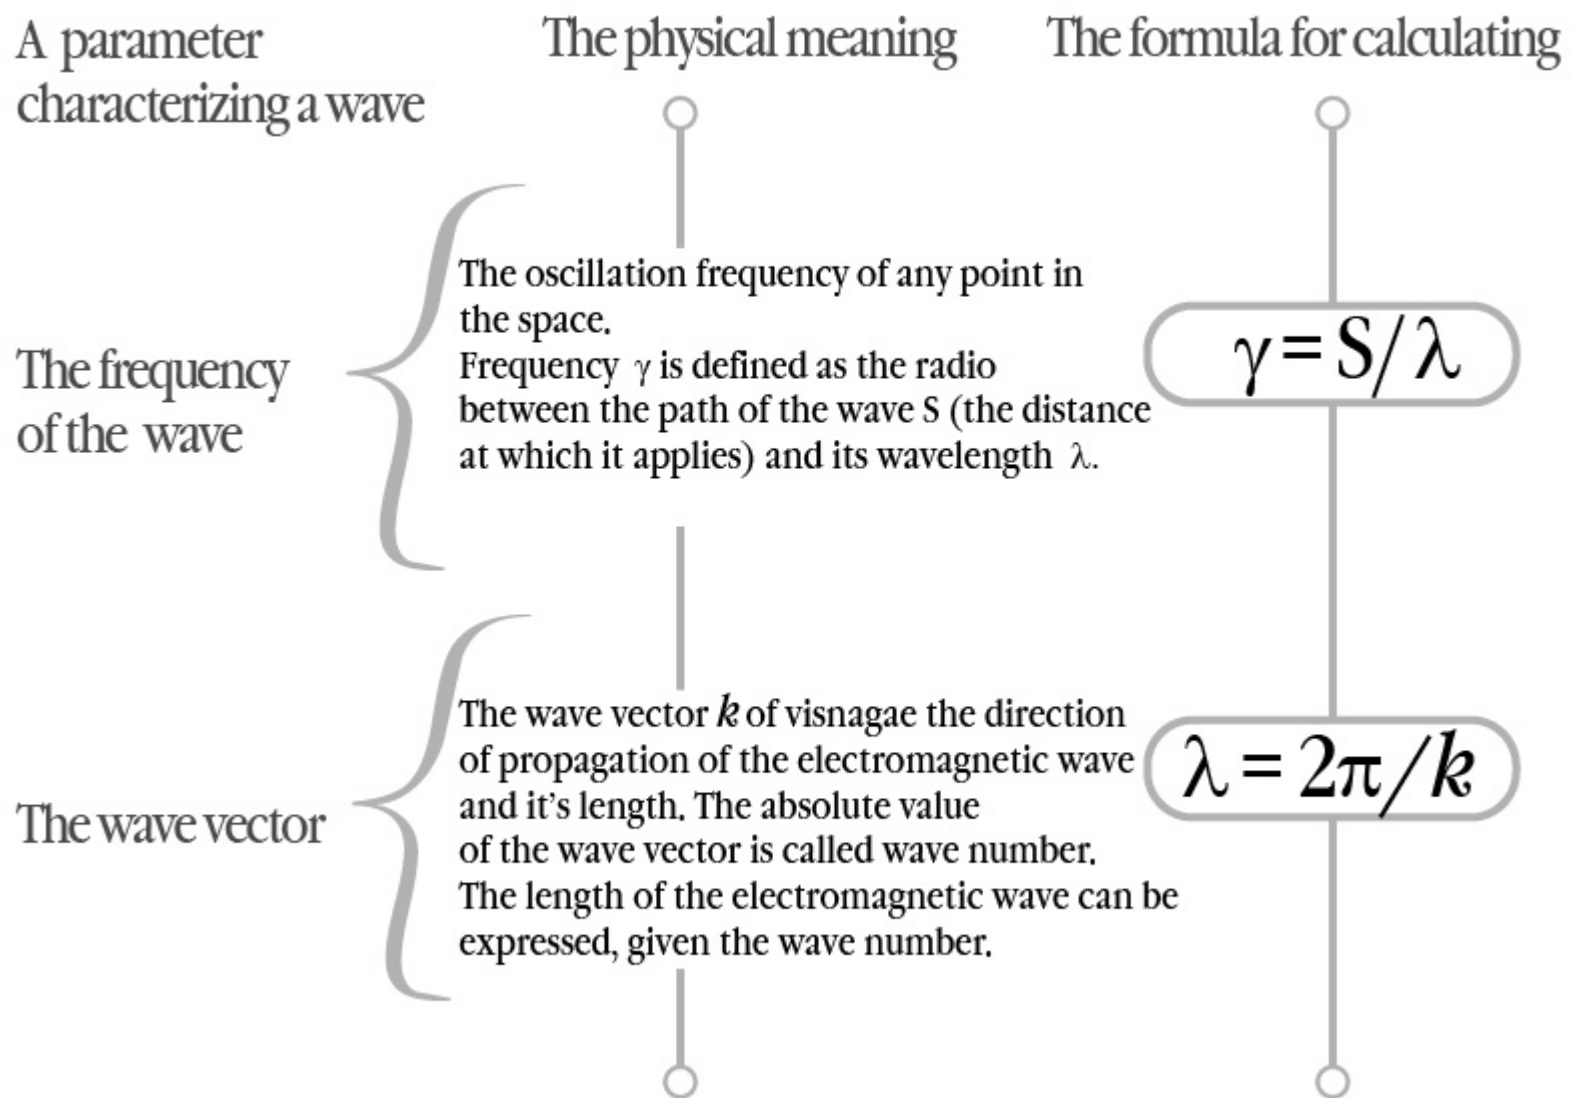 A parameter
characterizing a wave
The physical meaning
The formula for calculating
The frequency
of the wave
The oscillation frequency of any point in
the space.
Frequency γ is defined as the radio
between the path of the wave S (the distance
at which it applies) and its wavelength λ.
γ = S/λ
The wave vector
The wave vector k of visnagae the direction
of propagation of the electromagnetic wave
and it's length. The absolute value
of the wave vector is called wave number.
The length of the electromagnetic wave can be
expressed, given the wave number.
λ = 2π/k